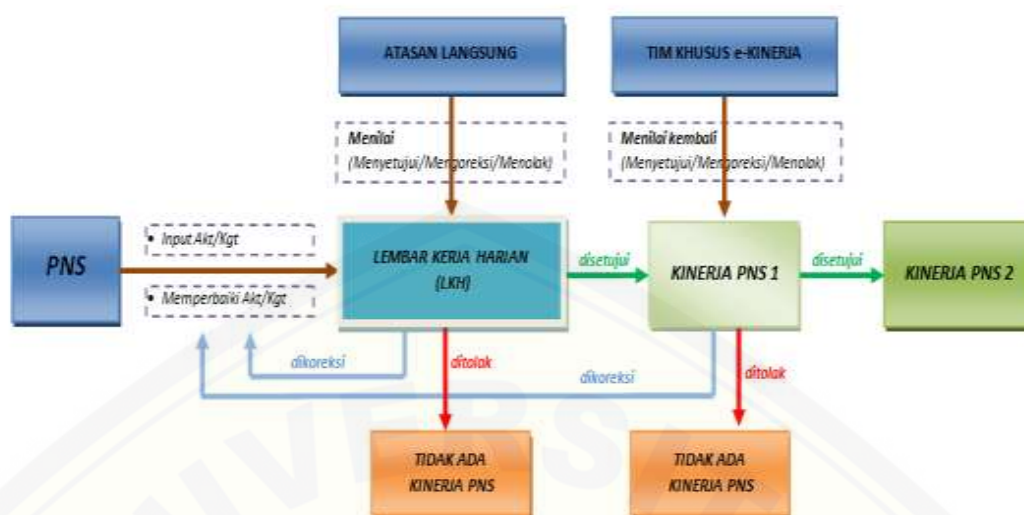 ATASAN LANGSUNG
TIM KHUSUS e-KINERJA
Menilai
(Menyetujui/Mengoreksi/Menolak)
Menilai kembali
(Menyetujui/Mengoreksi/Menolak)
PNS
• Input Akt/Kgt
• Memperbaiki Akt/Kgt
LEMBAR KERJA HARIAN
(LKH)
disetujui
KINERJA PNS 1
disetujui
KINERJA PNS 2
dikoreksi
ditolak
dikoreksi
ditolak
TIDAK ADA
KINERJA PNS
TIDAK ADA
KINERJA PNS